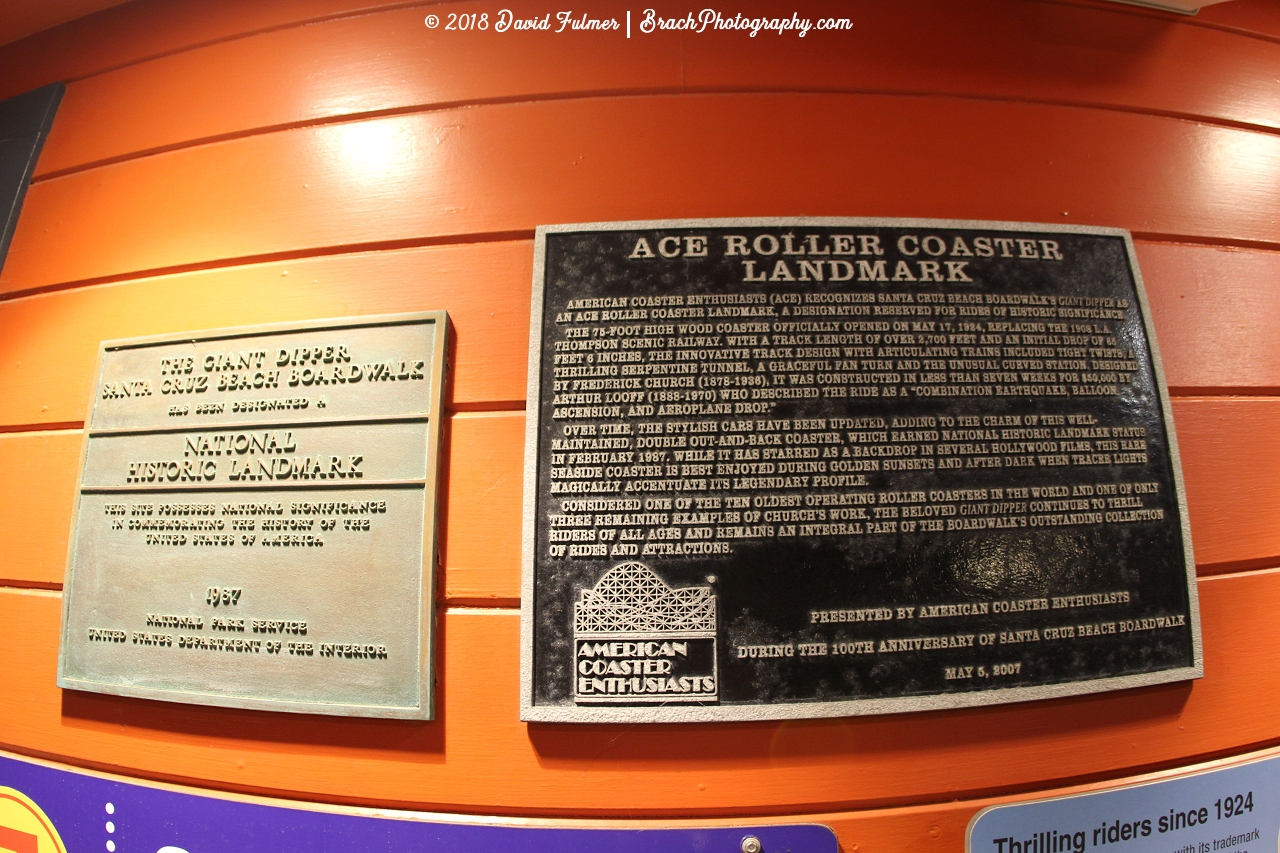 © 2018 David Fulmer | BrachPhotography.com
THE GIANT DIPPER
SANTA CRUZ BEACH BOARDWALK
HAS BEEN DESIGNATED A
NATIONAL
HISTORIC LANDMARK
THIS SITE POSSESSES NATIONAL SIGNIFICANCE
IN COMMEMORATING THE HISTORY OF THE
UNITED STATES OF AMERICA
1987
NATIONAL PARK SERVICE
UNITED STATES DEPARTMENT OF THE INTERIOR
ACE ROLLER COASTER
LANDMARK
AMERICAN COASTER ENTHUSIASTS (ACE) RECOGNIZES SANTA CRUZ BEACH BOARDWALK'S GIANT DIPPER AS
AN ACE ROLLER COASTER LANDMARK, A DESIGNATION RESERVED FOR RIDES OF HISTORIC SIGNIFICANCE.
THE 75-FOOT HIGH WOOD COASTER OFFICIALLY OPENED ON MAY 17, 1924, REPLACING THE 1908 L.A.
THOMPSON SCENIC RAILWAY. WITH A TRACK LENGTH OF OVER 2,700 FEET AND AN INITIAL DROP OF 65
FEET 6 INCHES, THE INNOVATIVE TRACK DESIGN WITH ARTICULATING TRAINS INCLUDED TIGHT TWISTS, A
THRILLING SERPENTINE TUNNEL, A GRACEFUL FAN TURN AND THE UNUSUAL CURVED STATION. DESIGNED
BY FREDERICK CHURCH (1878-1936), IT WAS CONSTRUCTED IN LESS THAN SEVEN WEEKS FOR $50,000 BY
ARTHUR LOOFF (1888-1970) WHO DESCRIBED THE RIDE AS A "COMBINATION EARTHQUAKE, BALLOON
ASCENSION, AND AEROPLANE DROP."
OVER TIME, THE STYLISH CARS HAVE BEEN UPDATED, ADDING TO THE CHARM OF THIS WELL-
MAINTAINED, DOUBLE OUT-AND-BACK COASTER, WHICH EARNED NATIONAL HISTORIC LANDMARK STATUS
IN FEBRUARY 1987. WHILE IT HAS STARRED AS A BACKDROP IN SEVERAL HOLLYWOOD FILMS, THIS RARE
SEASIDE COASTER IS BEST ENJOYED DURING GOLDEN SUNSETS AND AFTER DARK WHEN TRACER LIGHTS
MAGICALLY ACCENTUATE ITS LEGENDARY PROFILE.
CONSIDERED ONE OF THE TEN OLDEST OPERATING ROLLER COASTERS IN THE WORLD AND ONE OF ONLY
THREE REMAINING EXAMPLES OF CHURCH'S WORK, THE BELOVED GIANT DIPPER CONTINUES TO THRILL
RIDERS OF ALL AGES AND REMAINS AN INTEGRAL PART OF THE BOARDWALK'S OUTSTANDING COLLECTION
OF RIDES AND ATTRACTIONS.
AMERICAN
COASTER
ENTHUSIASTS
PRESENTED BY AMERICAN COASTER ENTHUSIASTS
DURING THE 100TH ANNIVERSARY OF SANTA CRUZ BEACH BOARDWALK
MAY 5, 2007
Thrilling riders since 1924
with its trademark